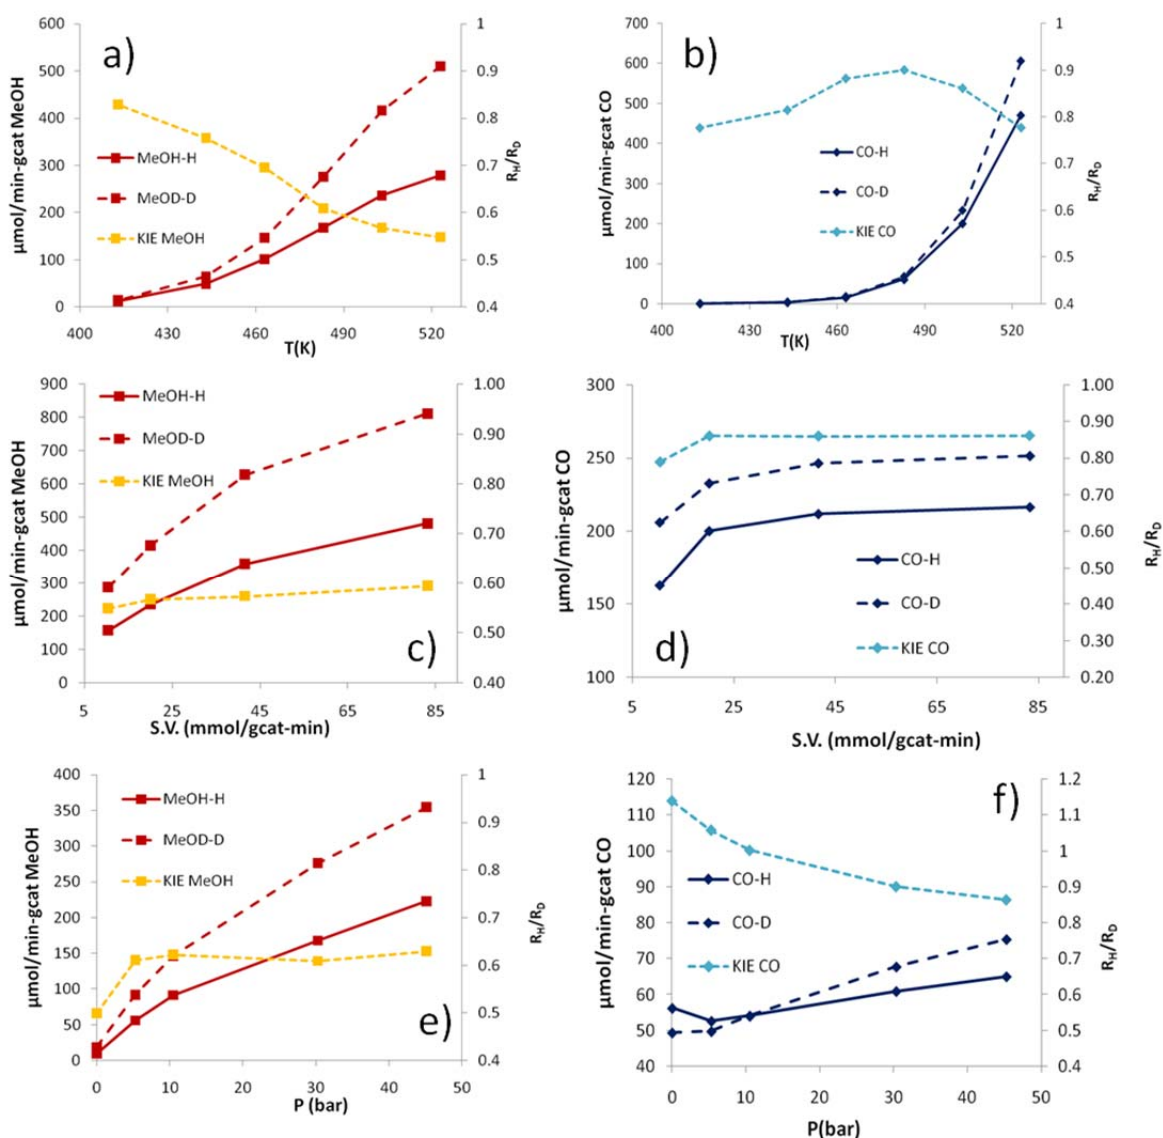 a)
600
500
400
300
200
100
0
µmol/min-gcat MeOH
MeOH-H
MeOD-D
KIE MeOH
1
0.9
0.8
0.7
0.6
0.5
0.4
R_H/R_D
400 430 460 490 520
T(K)
b)
700
600
500
400
300
200
100
0
µmol/min-gcat CO
CO-H
CO-D
KIE CO
1
0.9
0.8
0.7
0.6
0.5
0.4
R_H/R_D
400 430 460 490 520
T(K)
900
800
700
600
500
400
300
200
100
0
µmol/min-gcat MeOH
MeOH-H
MeOD-D
KIE MeOH
c)
1.00
0.90
0.80
0.70
0.60
0.50
0.40
5 25 45 65 85
S.V. (mmol/gcat-min)
300
250
200
150
100
µmol/min-gcat CO
CO-H
CO-D
KIE CO
d)
1.00
0.90
0.80
0.70
0.60
0.50
0.40
0.30
0.20
R_H/R_D
5 25 45 65 85
S.V. (mmol/gcat-min)
400
350
300
250
200
150
100
50
0
µmol/min-gcat MeOH
MeOH-H
MeOD-D
KIE MeOH
e)
1
0.9
0.8
0.7
0.6
0.5
0.4
R_H/R_D
0 10 20 30 40 50
P (bar)
f)
120
110
100
90
80
70
60
50
40
µmol/min-gcat CO
CO-H
CO-D
KIE CO
1.2
1.1
1
0.9
0.8
0.7
0.6
0.5
0.4
R_H/R_D
0 10 20 30 40 50
P(bar)